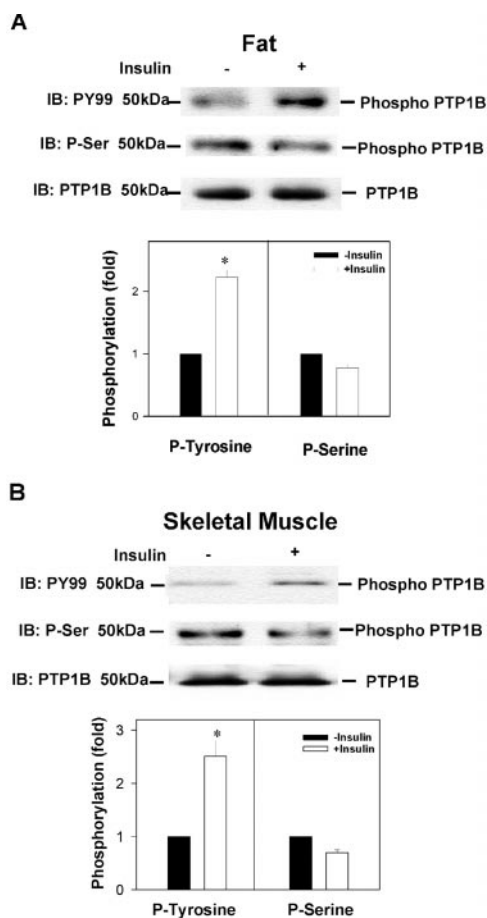 A
Fat
Insulin - +
IB: PY99 50kDa Phospho PTP1B
IB: P-Ser 50kDa Phospho PTP1B
IB: PTP1B 50kDa PTP1B
Phosphorylation (fold)
2
1
0
*
-Insulin
+Insulin
P-Tyrosine P-Serine
B
Skeletal Muscle
Insulin - +
IB: PY99 50kDa Phospho PTP1B
IB: P-Ser 50kDa Phospho PTP1B
IB: PTP1B 50kDa PTP1B
Phosphorylation (fold)
3
2
1
0
*
-Insulin
+Insulin
P-Tyrosine P-Serine